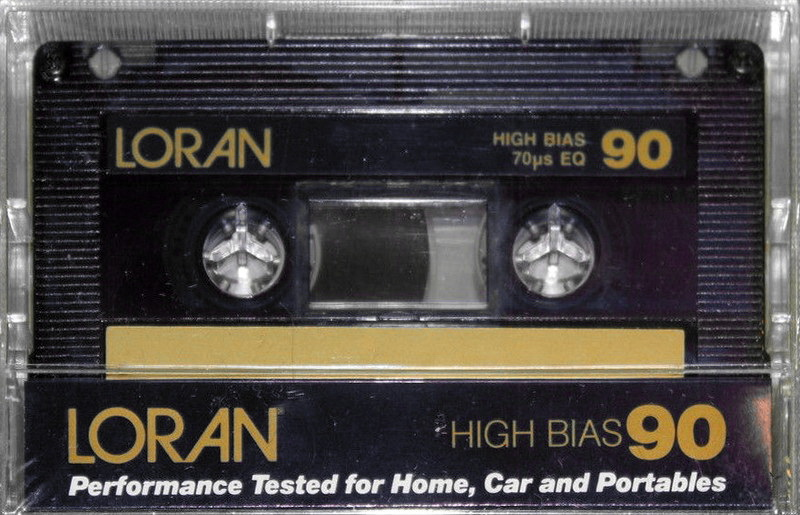 LORAN HIGH BIAS 90
70µs EQ
LORAN HIGH BIAS 90
Performance Tested for Home, Car and Portables